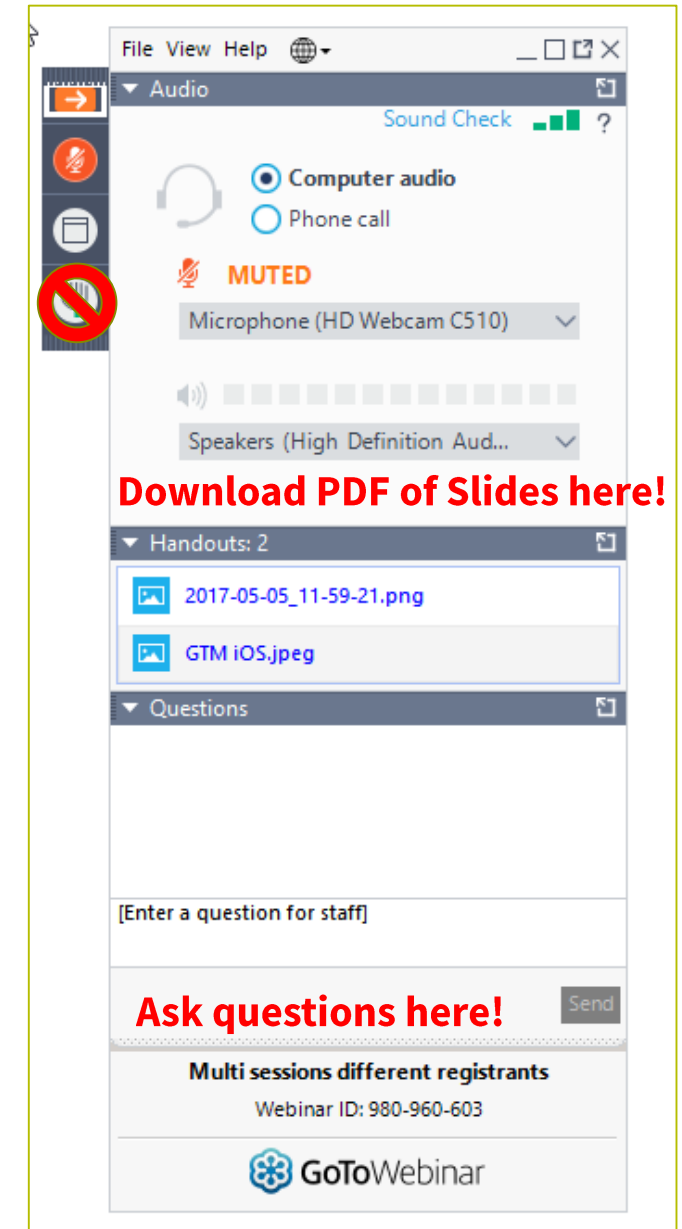 File View Help
Audio
Sound Check ?
Computer audio
Phone call
MUTED
Microphone (HD Webcam C510)
Speakers (High Definition Aud...
Download PDF of Slides here!
Handouts: 2
2017-05-05_11-59-21.png
GTM iOS.jpeg
Questions
[Enter a question for staff]
Ask questions here!
Send
Multi sessions different registrants
Webinar ID: 980-960-603
GoToWebinar